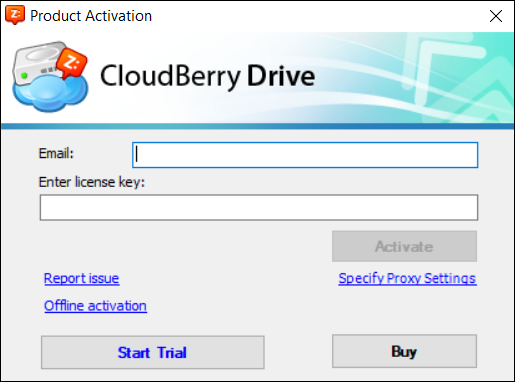 Z: Product Activation
Z:
CloudBerry Drive
Email:
Enter license key:
Activate
Report issue
Specify Proxy Settings
Offline activation
Start Trial
Buy